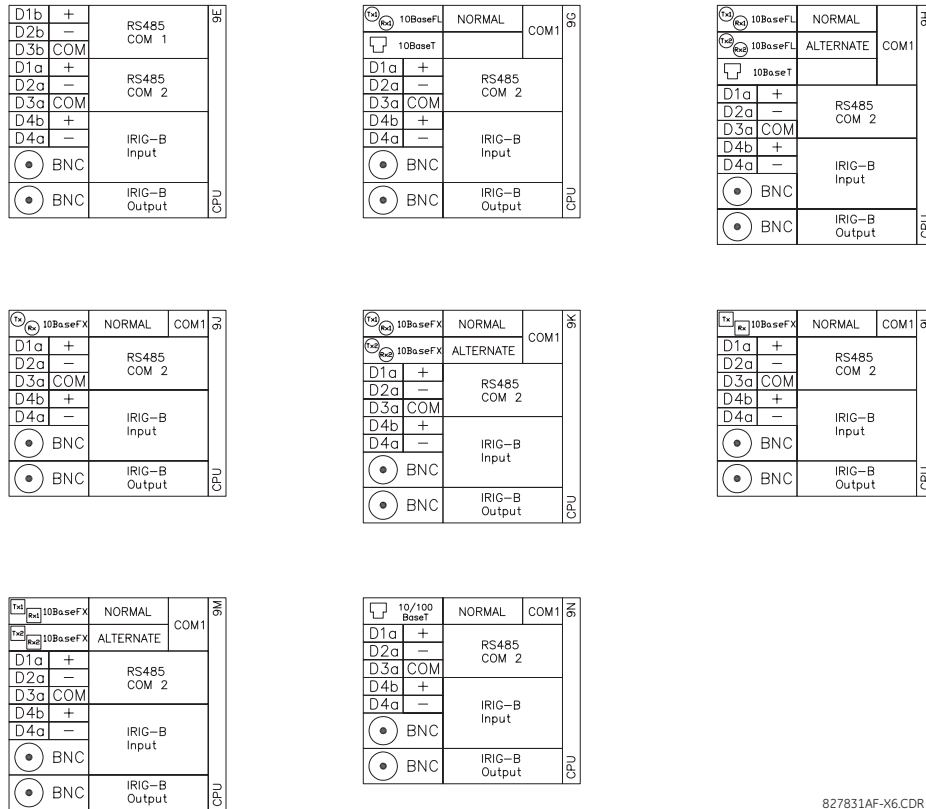 D1b + RS485 COM 1 9E
D2b −
D3b COM
D1a + RS485 COM 2
D2a −
D3a COM
D4b + IRIG–B Input
D4a −
BNC
BNC IRIG–B Output CPU
Tx1 Rx1 10BaseFL NORMAL COM1 9G
10BaseT
D1a + RS485 COM 2
D2a −
D3a COM
D4b + IRIG–B Input
D4a −
BNC
BNC IRIG–B Output CPU
Tx1 Rx1 10BaseFL NORMAL COM1
Tx2 Rx2 10BaseFL ALTERNATE
10BaseT
D1a + RS485 COM 2
D2a −
D3a COM
D4b + IRIG–B Input
D4a −
BNC
BNC IRIG–B Output CPU
Tx Rx 10BaseFX NORMAL COM1 9J
D1a + RS485 COM 2
D2a −
D3a COM
D4b + IRIG–B Input
D4a −
BNC
BNC IRIG–B Output CPU
Tx1 Rx1 10BaseFX NORMAL COM1 9K
Tx2 Rx2 10BaseFX ALTERNATE
D1a + RS485 COM 2
D2a −
D3a COM
D4b + IRIG–B Input
D4a −
BNC
BNC IRIG–B Output CPU
Tx Rx 10BaseFX NORMAL COM1
D1a + RS485 COM 2
D2a −
D3a COM
D4b + IRIG–B Input
D4a −
BNC
BNC IRIG–B Output CPU
Tx1 Rx1 10BaseFX NORMAL COM1 9M
Tx2 Rx2 10BaseFX ALTERNATE
D1a + RS485 COM 2
D2a −
D3a COM
D4b + IRIG–B Input
D4a −
BNC
BNC IRIG–B Output CPU
10/100 BaseT NORMAL COM1 9N
D1a + RS485 COM 2
D2a −
D3a COM
D4b + IRIG–B Input
D4a −
BNC
BNC IRIG–B Output CPU
827831AF-X6.CDR